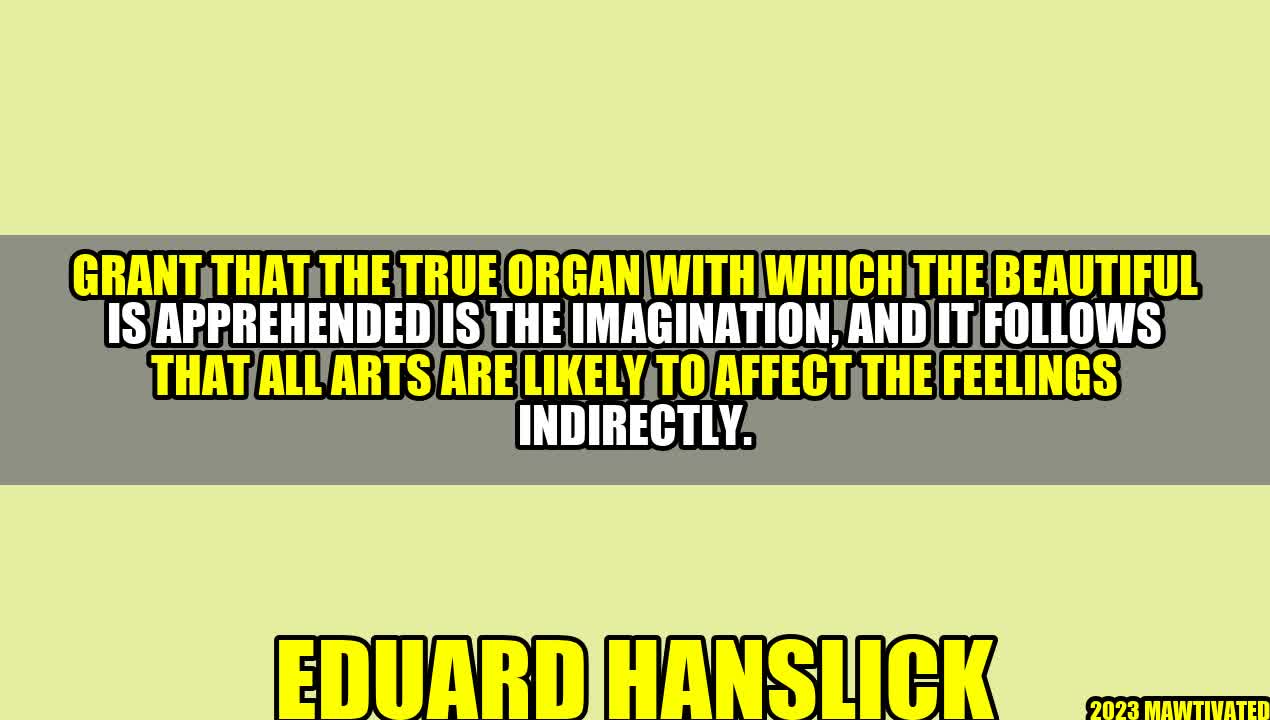 GRANT THAT THE TRUE ORGAN WITH WHICH THE BEAUTIFUL
IS APPREHENDED IS THE IMAGINATION, AND IT FOLLOWS
THAT ALL ARTS ARE LIKELY TO AFFECT THE FEELINGS
INDIRECTLY.
EDUARD HANSLICK
2023 MAWTIVATED